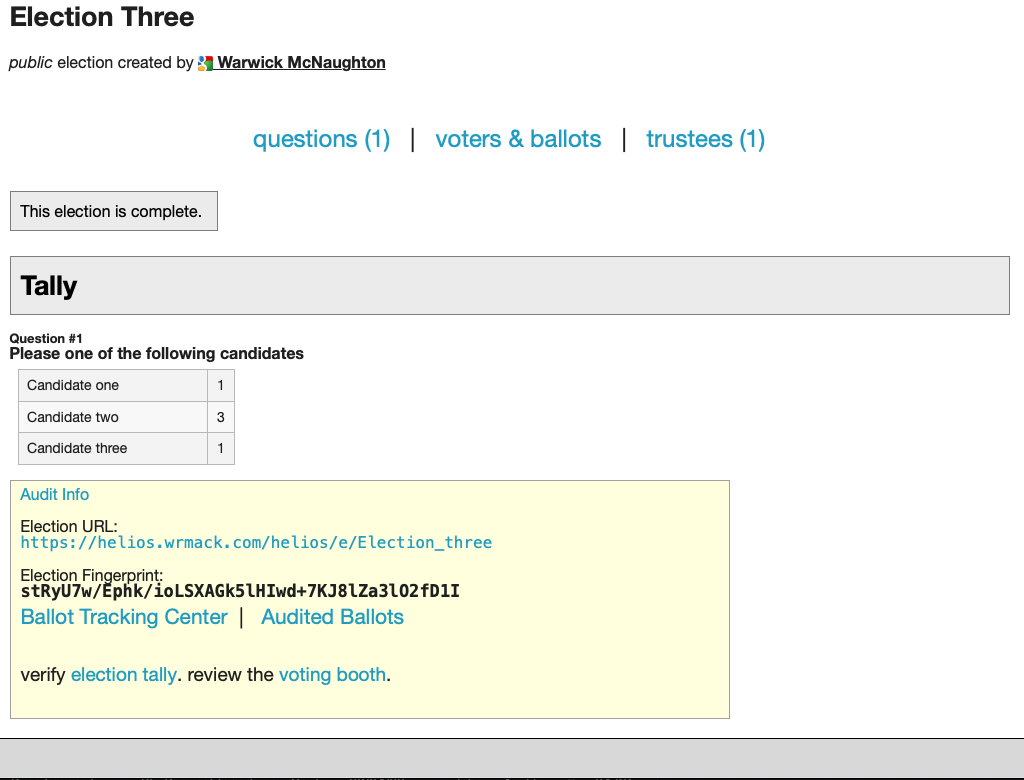 Election Three
public election created by Warwick McNaughton
questions (1) | voters & ballots | trustees (1)
This election is complete.
Tally
Question #1
Please one of the following candidates
Candidate one 1
Candidate two 3
Candidate three 1
Audit Info
Election URL:
https://helios.wrmack.com/helios/e/Election_three
Election Fingerprint:
stRyU7w/Ephk/ioLSXAGk5lHIwd+7KJ8lZa3lO2fD1I
Ballot Tracking Center | Audited Ballots
verify election tally. review the voting booth.